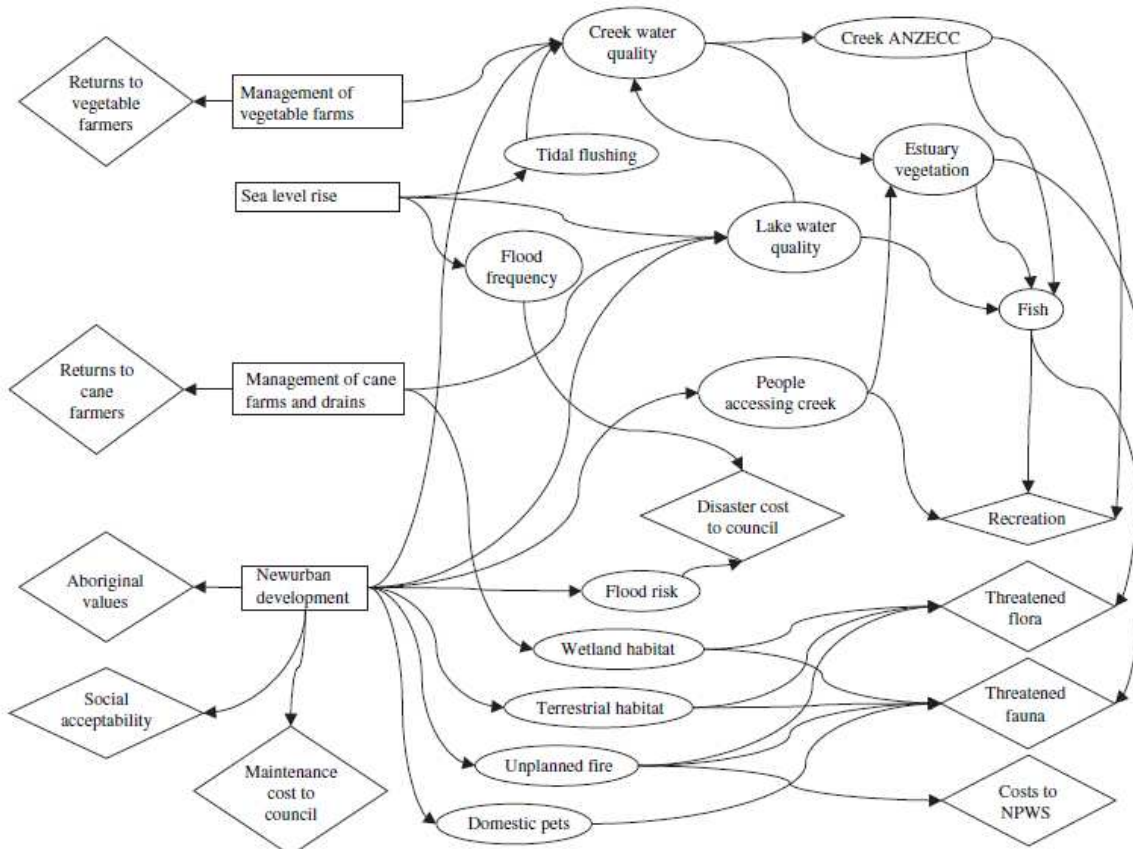 Creek water
quality
Creek ANZECC
Returns to
vegetable
farmers
Management of
vegetable farms
Tidal flushing
Estuary
vegetation
Sea level rise
Lake water
quality
Flood
frequency
Fish
Returns to
cane
farmers
Management of cane
farms and drains
People
accessing creek
Disaster cost
to council
Recreation
Aboriginal
values
Newurban
development
Flood risk
Threatened
flora
Wetland habitat
Social
acceptability
Terrestrial habitat
Threatened
fauna
Maintenance
cost to
council
Unplanned fire
Costs to
NPWS
Domestic pets